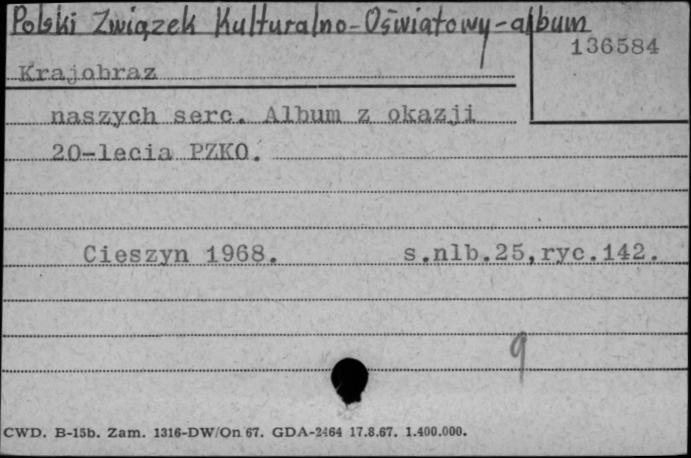 Polski Związek Kulturalno-Oświatowy-album
136584
Krajobraz
naszych serc. Album z okazji
20-lecia PZKO.
Cieszyn 1968. s.nlb.25,ryc.142.
9
CWD. B-15b. Zam. 1316-DW/On 67. GDA-2464 17.8.67. 1.400.000.